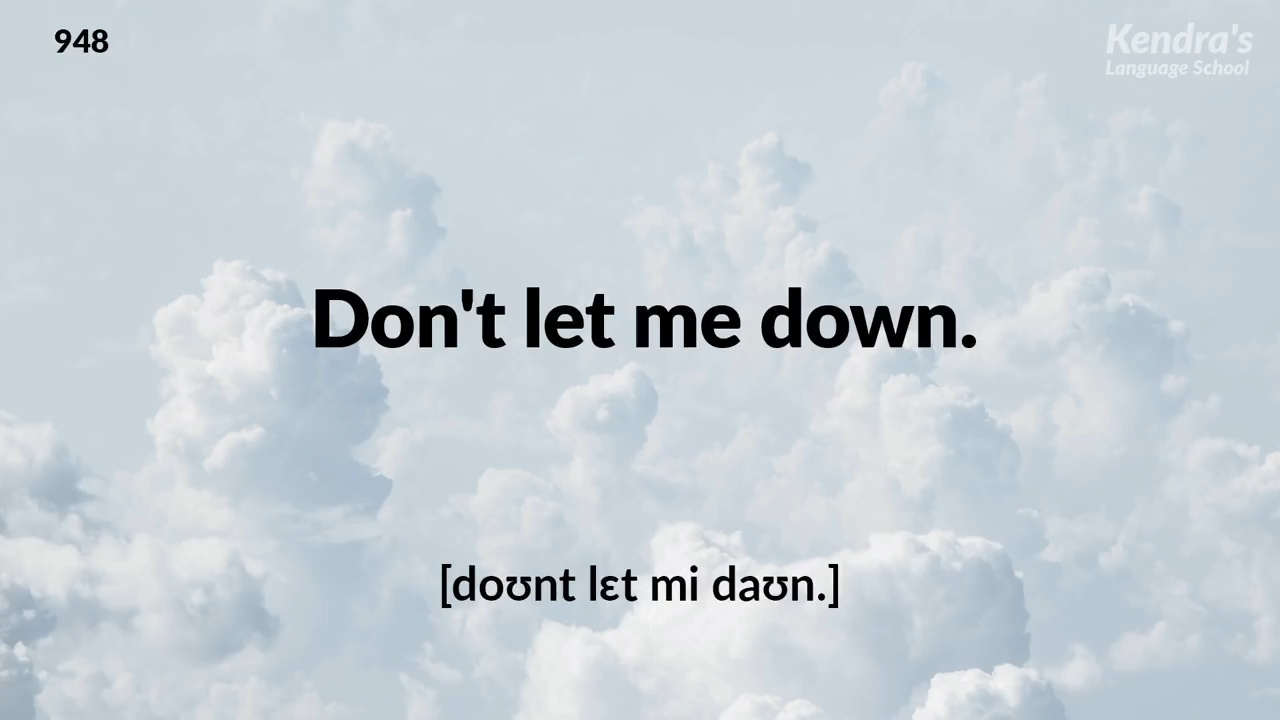 948
Kendra's
Language School
Don't let me down.
[doʊnt lɛt mi daʊn.]